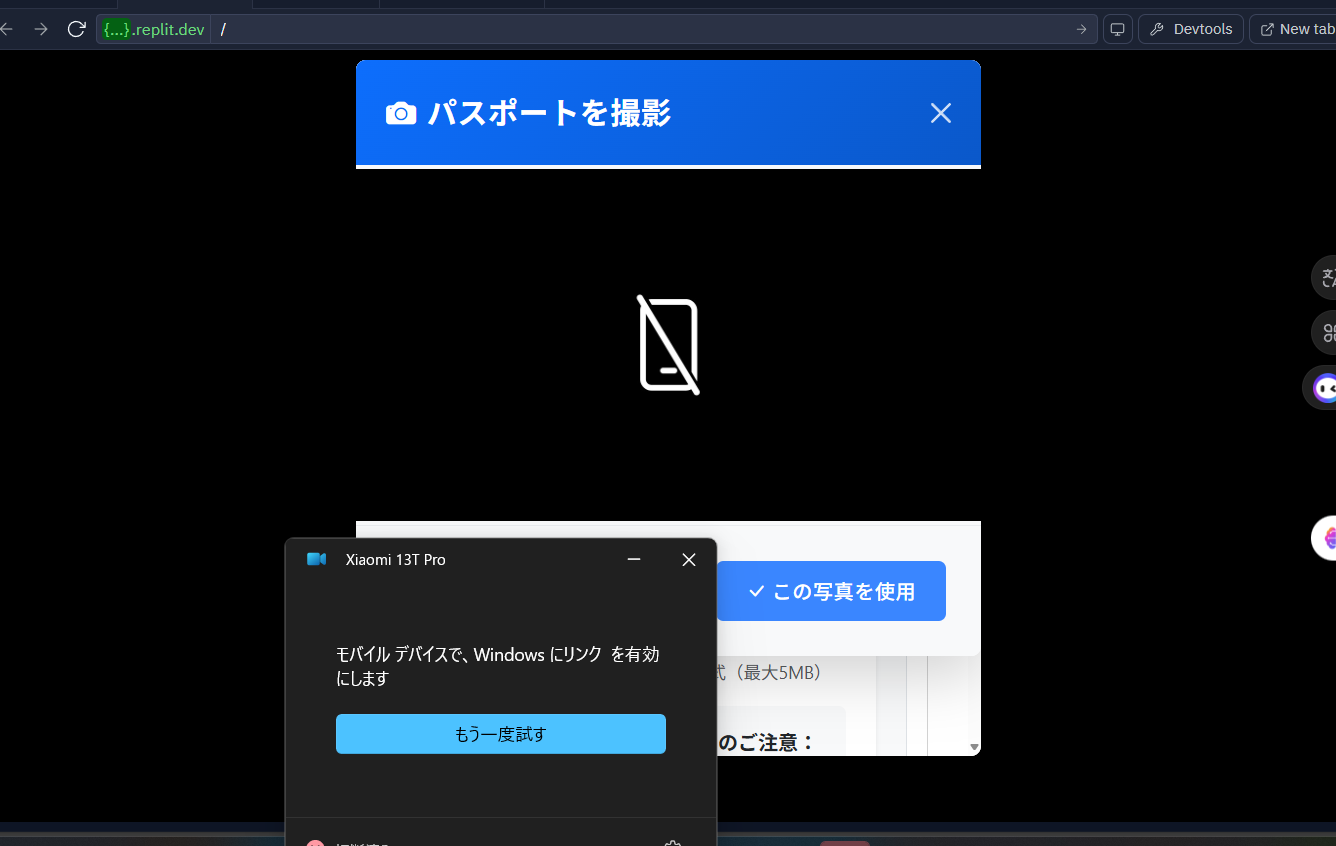 {...}.replit.dev /
Devtools
New tab
パスポートを撮影
Xiaomi 13T Pro
この写真を使用
モバイル デバイスで、Windows にリンク を有効
にします
式（最大5MB）
もう一度試す
のご注意：